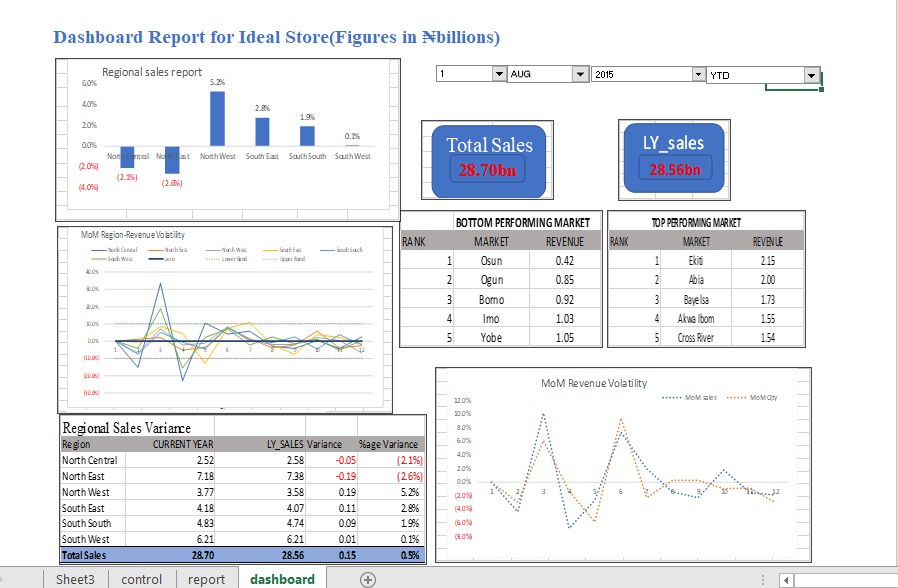 Dashboard Report for Ideal Store(Figures in ₦billions)
Regional sales report
6.0%
4.0%
2.0%
0.0%
(2.0%)
(4.0%)
(2.1%)
(2.6%)
5.2%
2.8%
1.9%
0.1%
North Central North East North West South East South South South West
1 AUG 2015 YTD
Total Sales
28.70bn
LY_sales
28.56bn
MoM Region-Revenue Volatility
North Central North East North West South East South South
South West zero Lower Band Upper Band
40.0%
30.0%
20.0%
10.0%
0.0%
(10.0%)
(20.0%)
(30.0%)
BOTTOM PERFORMING MARKET
RANK MARKET REVENUE
1 Osun 0.42
2 Ogun 0.85
3 Borno 0.92
4 Imo 1.03
5 Yobe 1.05
TOP PERFORMING MARKET
RANK MARKET REVENUE
1 Ekiti 2.15
2 Abia 2.00
3 Bayelsa 1.73
4 Akwa Ibom 1.55
5 Cross River 1.54
Regional Sales Variance
Region CURRENT YEAR LY_SALES Variance %age Variance
North Central 2.52 2.58 -0.05 (2.1%)
North East 7.18 7.38 -0.19 (2.6%)
North West 3.77 3.58 0.19 5.2%
South East 4.18 4.07 0.11 2.8%
South South 4.83 4.74 0.09 1.9%
South West 6.21 6.21 0.01 0.1%
Total Sales 28.70 28.56 0.15 0.5%
MoM Revenue Volatility
MoM sales MoM Qty
12.0%
10.0%
8.0%
6.0%
4.0%
2.0%
0.0%
(2.0%)
(4.0%)
(6.0%)
(8.0%)
1 2 3 4 5 6 7 8 9 10 11 12
Sheet3 control report dashboard